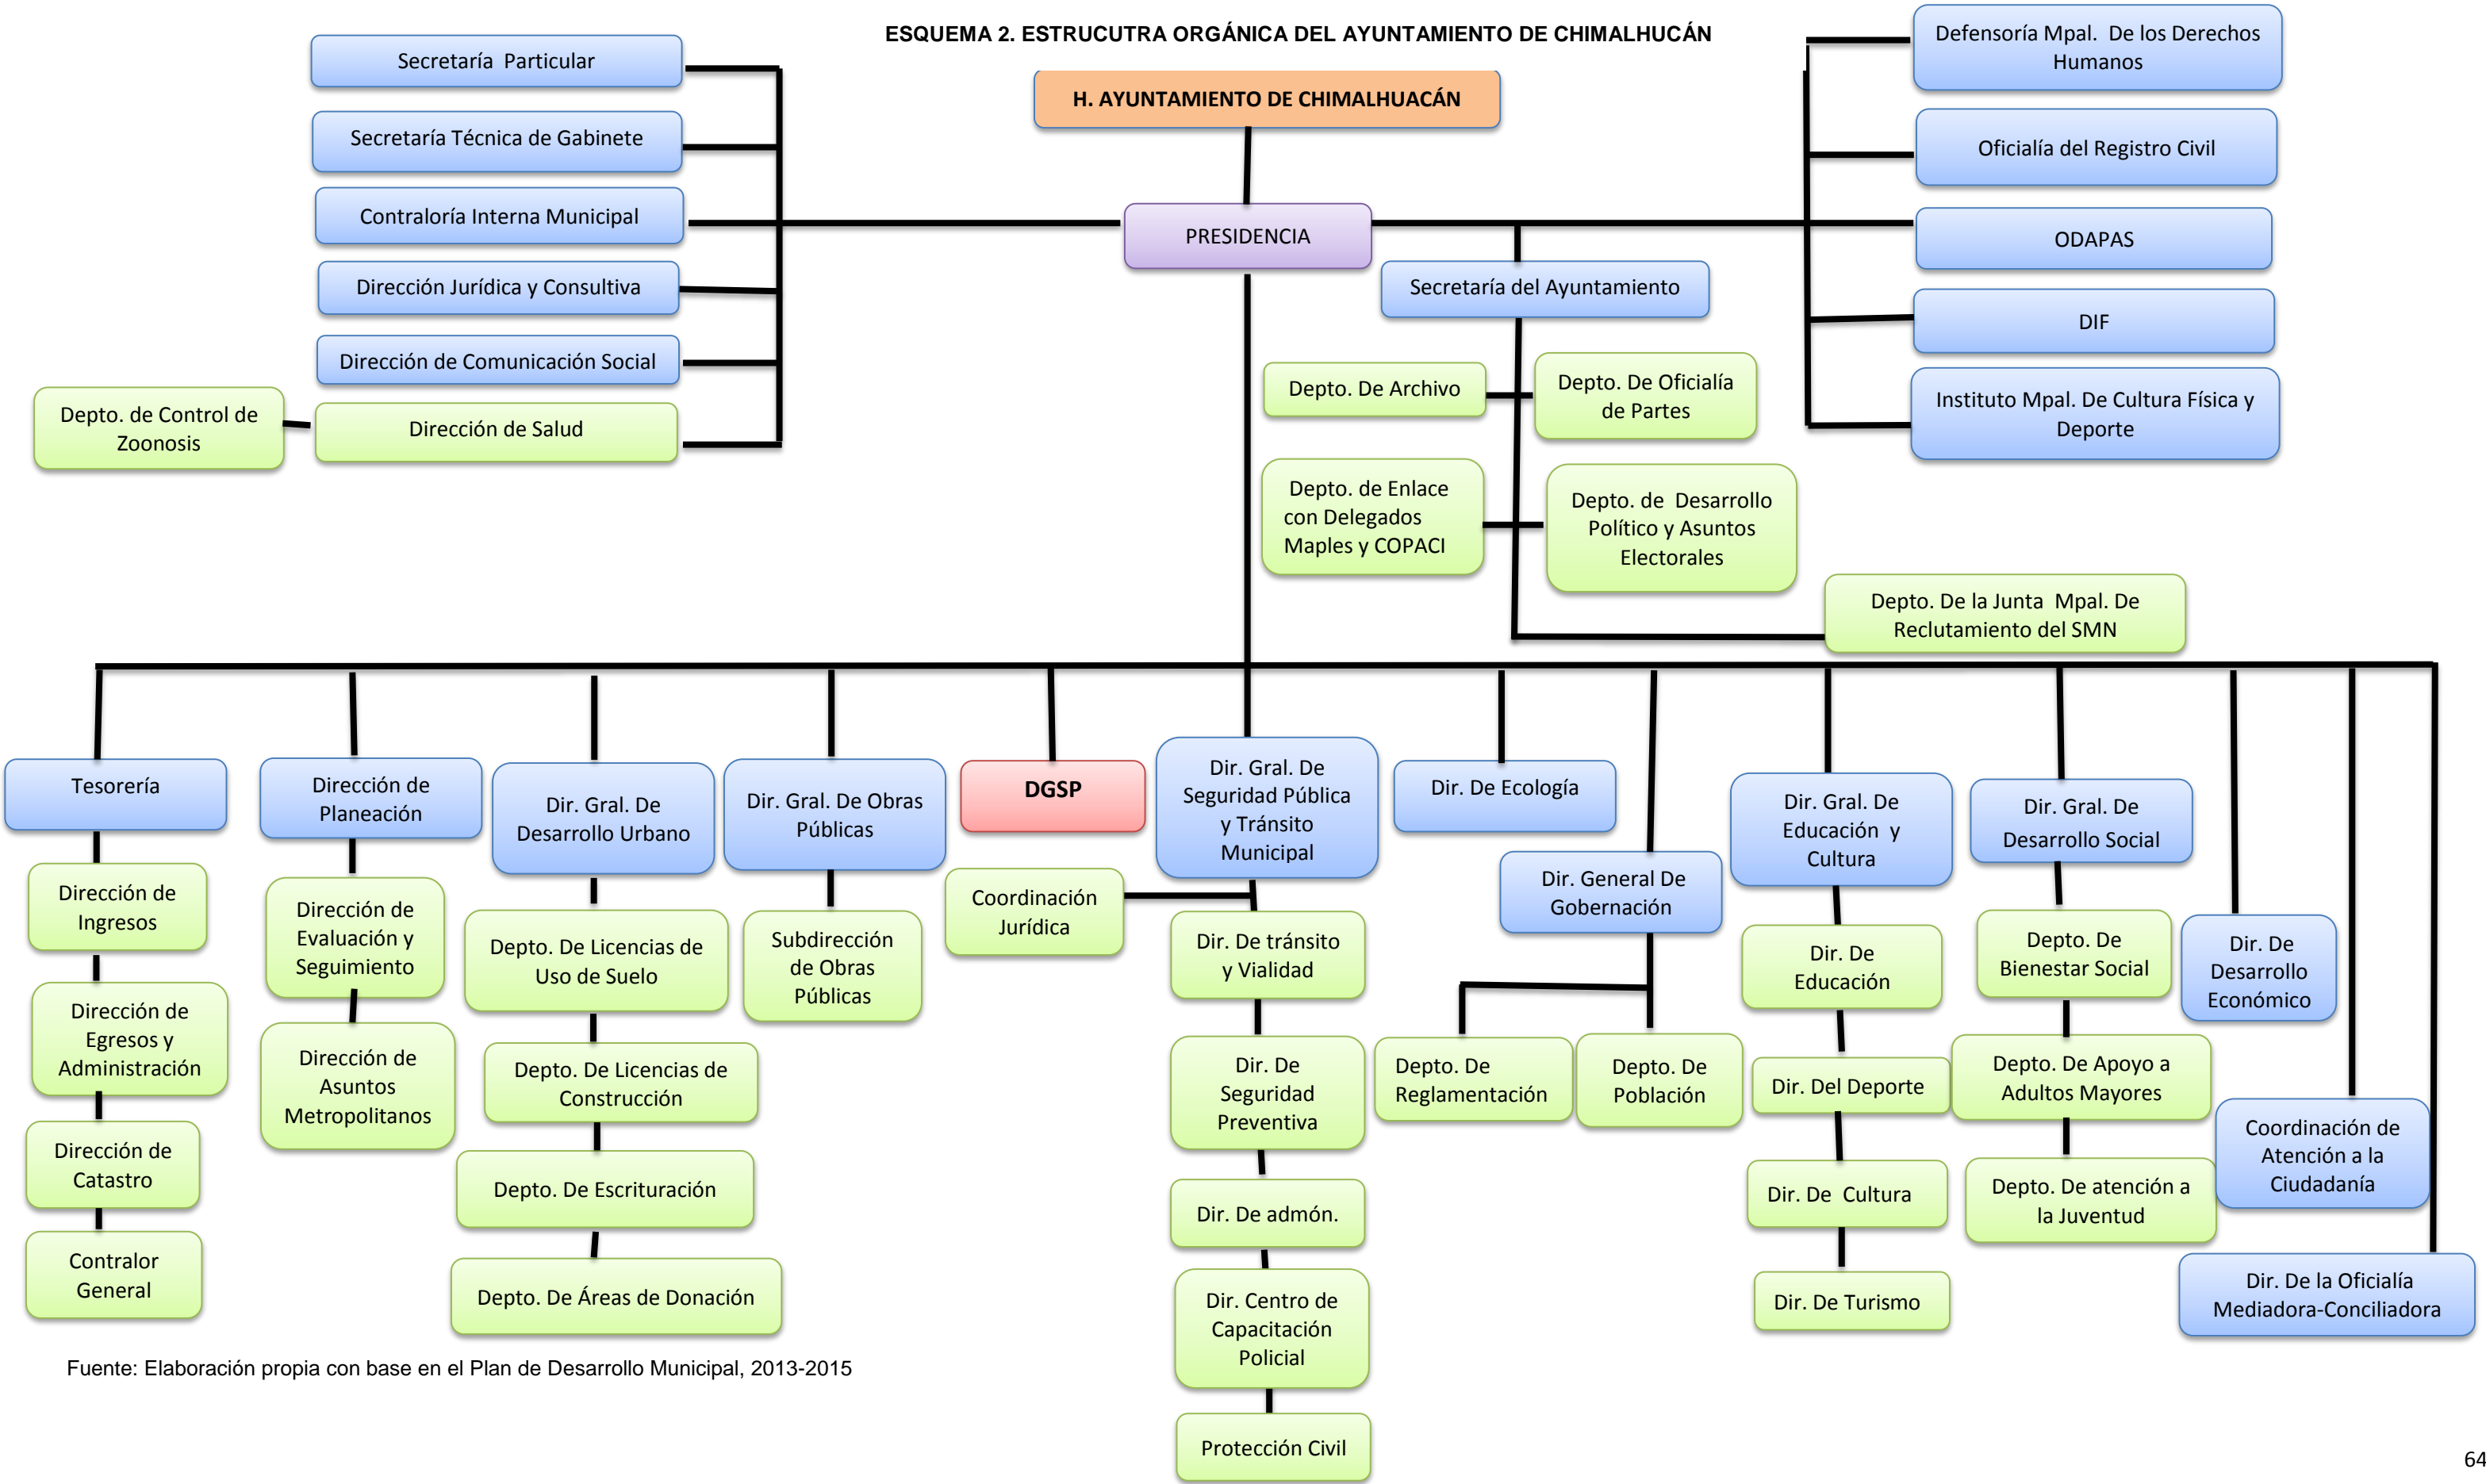 ESQUEMA 2. ESTRUCUTRA ORGÁNICA DEL AYUNTAMIENTO DE CHIMALHUCÁN
H. AYUNTAMIENTO DE CHIMALHUACÁN
PRESIDENCIA
Secretaría Particular
Secretaría Técnica de Gabinete
Contraloría Interna Municipal
Dirección Jurídica y Consultiva
Dirección de Comunicación Social
Dirección de Salud
Depto. de Control de
Zoonosis
Defensoría Mpal. De los Derechos
Humanos
Oficialía del Registro Civil
ODAPAS
DIF
Instituto Mpal. De Cultura Física y
Deporte
Secretaría del Ayuntamiento
Depto. De Archivo
Depto. De Oficialía
de Partes
Depto. de Enlace
con Delegados
Maples y COPACI
Depto. de Desarrollo
Político y Asuntos
Electorales
Depto. De la Junta Mpal. De
Reclutamiento del SMN
Tesorería
Dirección de
Ingresos
Dirección de
Egresos y
Administración
Dirección de
Catastro
Contralor
General
Dirección de
Planeación
Dirección de
Evaluación y
Seguimiento
Dirección de
Asuntos
Metropolitanos
Dir. Gral. De
Desarrollo Urbano
Depto. De Licencias de
Uso de Suelo
Depto. De Licencias de
Construcción
Depto. De Escrituración
Depto. De Áreas de Donación
Dir. Gral. De Obras
Públicas
Subdirección
de Obras
Públicas
DGSP
Dir. Gral. De
Seguridad Pública
y Tránsito
Municipal
Coordinación
Jurídica
Dir. De tránsito
y Vialidad
Dir. De
Seguridad
Preventiva
Dir. De admón.
Dir. Centro de
Capacitación
Policial
Protección Civil
Dir. De Ecología
Dir. General De
Gobernación
Depto. De
Reglamentación
Depto. De
Población
Dir. Gral. De
Educación y
Cultura
Dir. De
Educación
Dir. Del Deporte
Dir. De Cultura
Dir. De Turismo
Dir. Gral. De
Desarrollo Social
Depto. De
Bienestar Social
Depto. De Apoyo a
Adultos Mayores
Depto. De atención a
la Juventud
Dir. De
Desarrollo
Económico
Coordinación de
Atención a la
Ciudadanía
Dir. De la Oficialía
Mediadora-Conciliadora
Fuente: Elaboración propia con base en el Plan de Desarrollo Municipal, 2013-2015
64